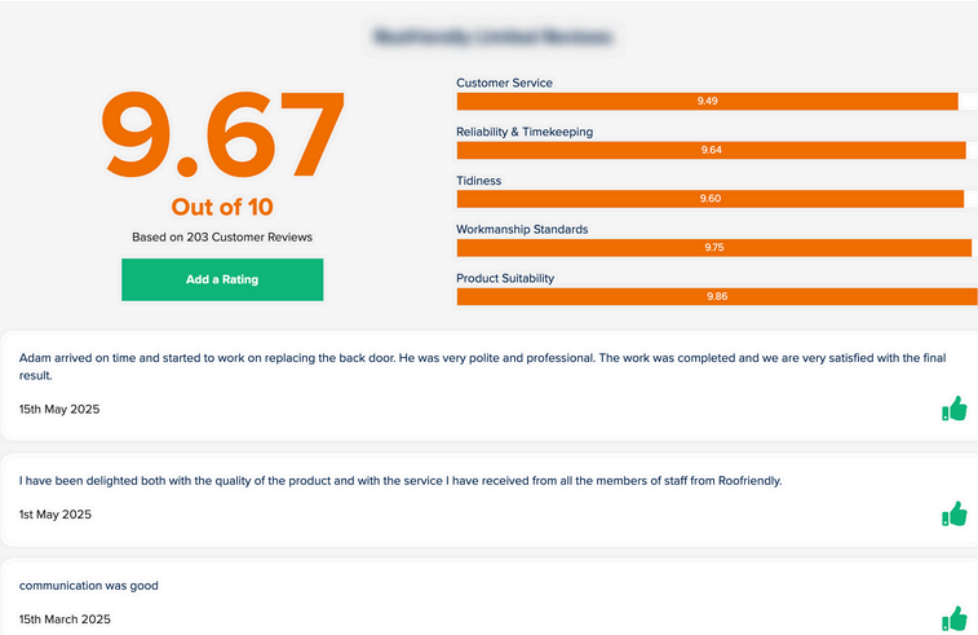 9.67
Out of 10
Based on 203 Customer Reviews
Add a Rating
Customer Service
9.49
Reliability & Timekeeping
9.64
Tidiness
9.60
Workmanship Standards
9.75
Product Suitability
9.86
Adam arrived on time and started to work on replacing the back door. He was very polite and professional. The work was completed and we are very satisfied with the final
result.
15th May 2025
I have been delighted both with the quality of the product and with the service I have received from all the members of staff from Roofriendly.
1st May 2025
communication was good
15th March 2025